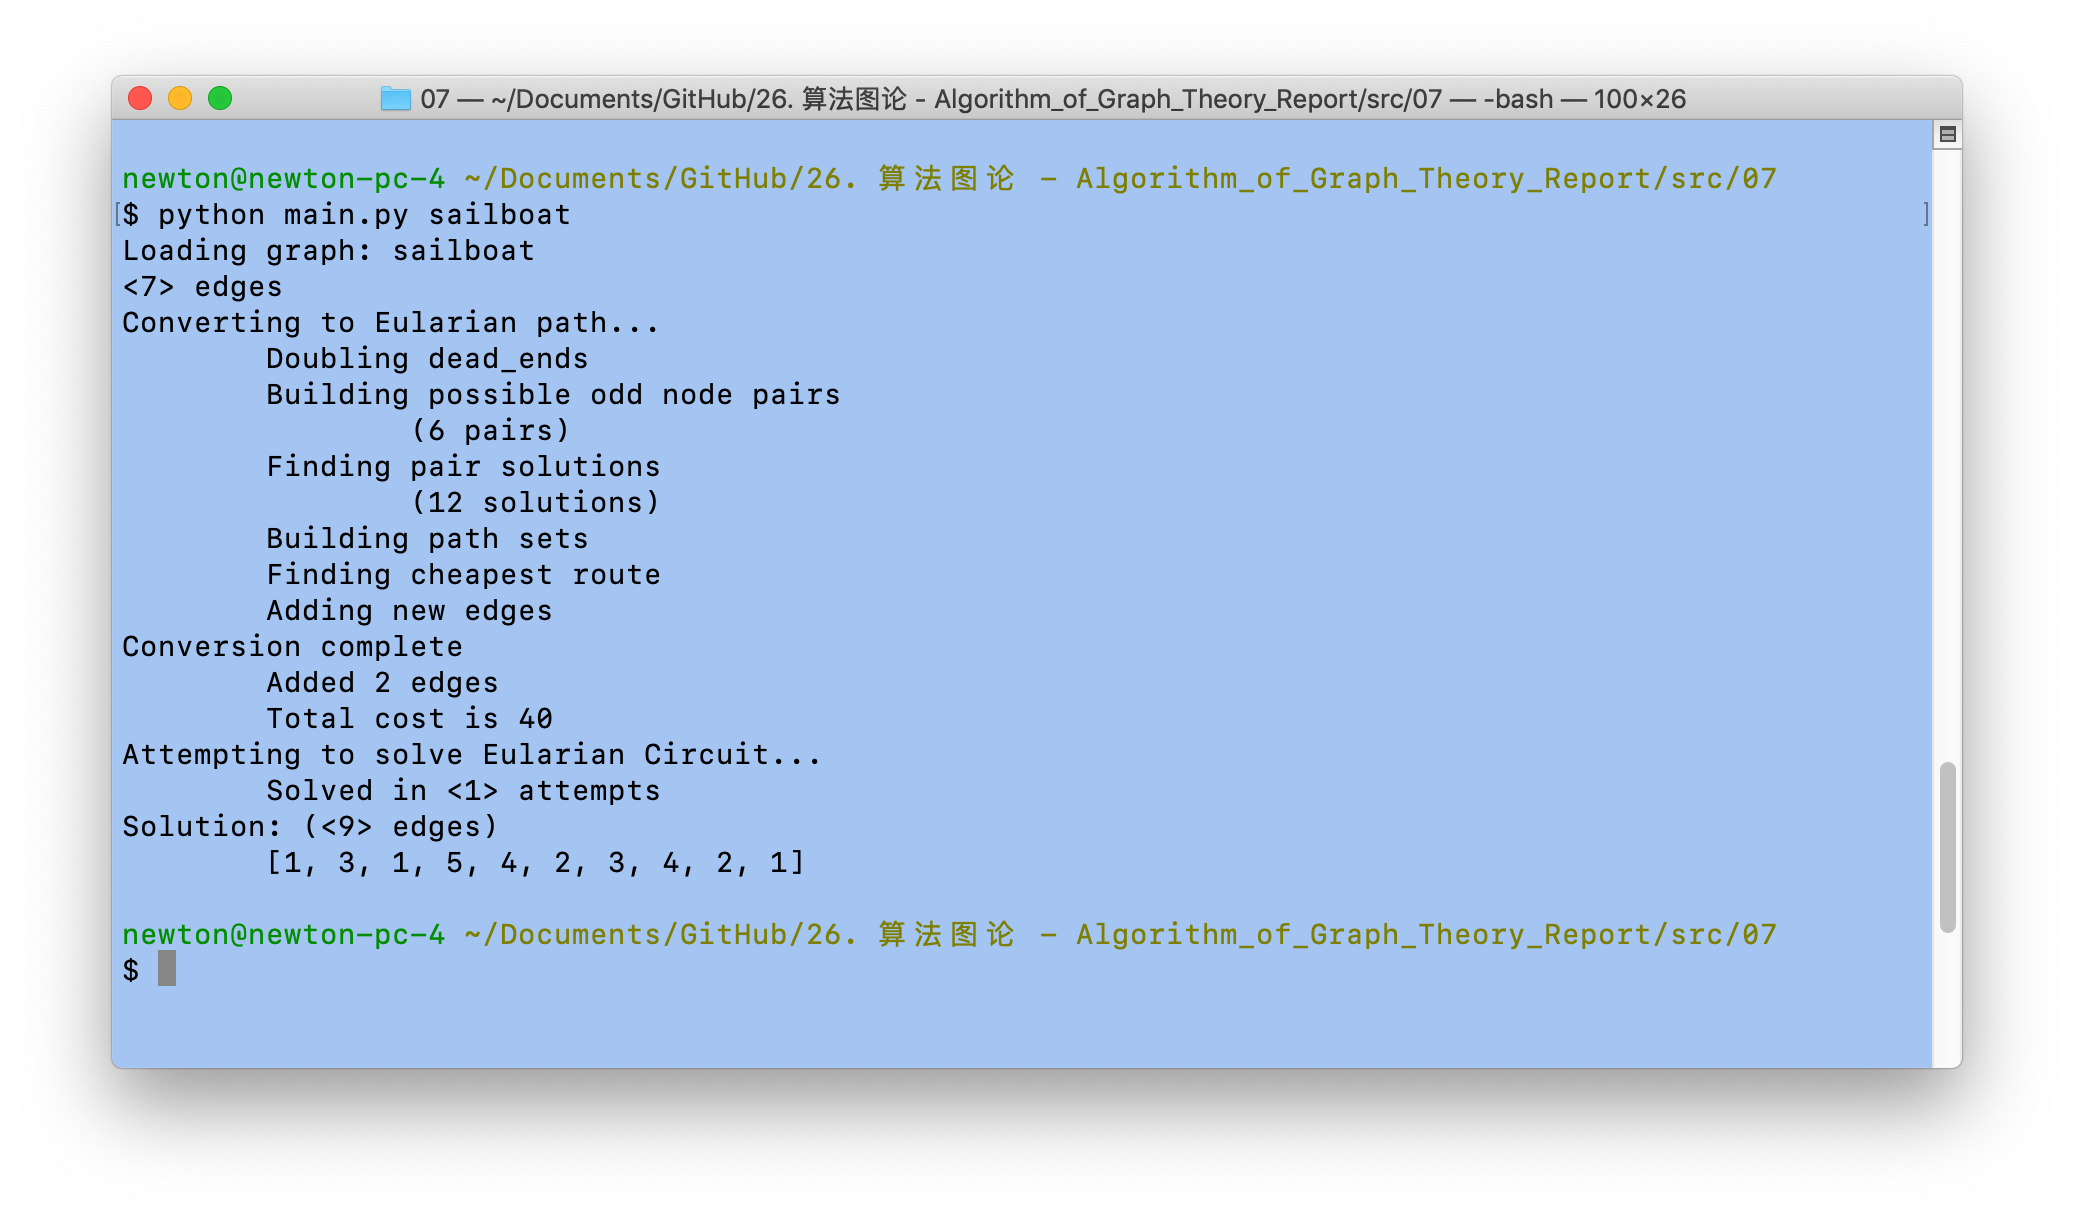 07 — ~/Documents/GitHub/26. 算法图论 - Algorithm_of_Graph_Theory_Report/src/07 — -bash — 100×26
newton@newton-pc-4 ~/Documents/GitHub/26. 算法图论 - Algorithm_of_Graph_Theory_Report/src/07
[$ python main.py sailboat ]
Loading graph: sailboat
<7> edges
Converting to Eularian path...
Doubling dead_ends
Building possible odd node pairs
(6 pairs)
Finding pair solutions
(12 solutions)
Building path sets
Finding cheapest route
Adding new edges
Conversion complete
Added 2 edges
Total cost is 40
Attempting to solve Eularian Circuit...
Solved in <1> attempts
Solution: (<9> edges)
[1, 3, 1, 5, 4, 2, 3, 4, 2, 1]
newton@newton-pc-4 ~/Documents/GitHub/26. 算法图论 - Algorithm_of_Graph_Theory_Report/src/07
$